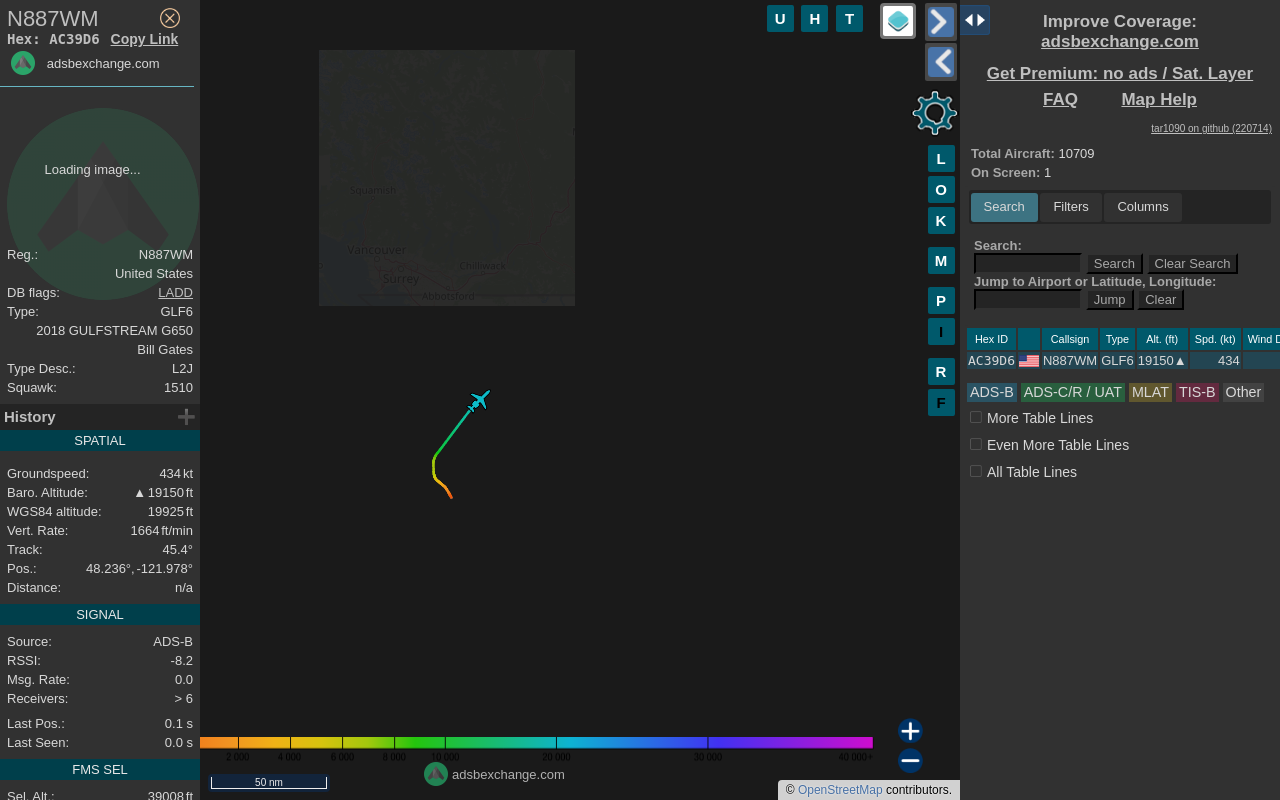 N887WM
Hex: AC39D6 Copy Link
adsbexchange.com
Loading image...
Reg.: N887WM
United States
DB flags: LADD
Type: GLF6
2018 GULFSTREAM G650
Bill Gates
Type Desc.: L2J
Squawk: 1510
History
SPATIAL
Groundspeed: 434 kt
Baro. Altitude: ▲ 19150 ft
WGS84 altitude: 19925 ft
Vert. Rate: 1664 ft/min
Track: 45.4°
Pos.: 48.236°, -121.978°
Distance: n/a
SIGNAL
Source: ADS-B
RSSI: -8.2
Msg. Rate: 0.0
Receivers: > 6
Last Pos.: 0.1 s
Last Seen: 0.0 s
FMS SEL
Sel. Alt.: 39008 ft
U H T
L
O
K
M
P
I
R
F
Squamish
Vancouver
Surrey
Chilliwack
Abbotsford
2 000 4 000 6 000 8 000 10 000 20 000 30 000 40 000+
adsbexchange.com
50 nm
© OpenStreetMap contributors.
Improve Coverage:
adsbexchange.com
Get Premium: no ads / Sat. Layer
FAQ Map Help
tar1090 on github (220714)
Total Aircraft: 10709
On Screen: 1
Search Filters Columns
Search:
Search Clear Search
Jump to Airport or Latitude, Longitude:
Jump Clear
Hex ID Callsign Type Alt. (ft) Spd. (kt) Wind D
AC39D6 N887WM GLF6 19150▲ 434
ADS-B ADS-C/R / UAT MLAT TIS-B Other
More Table Lines
Even More Table Lines
All Table Lines